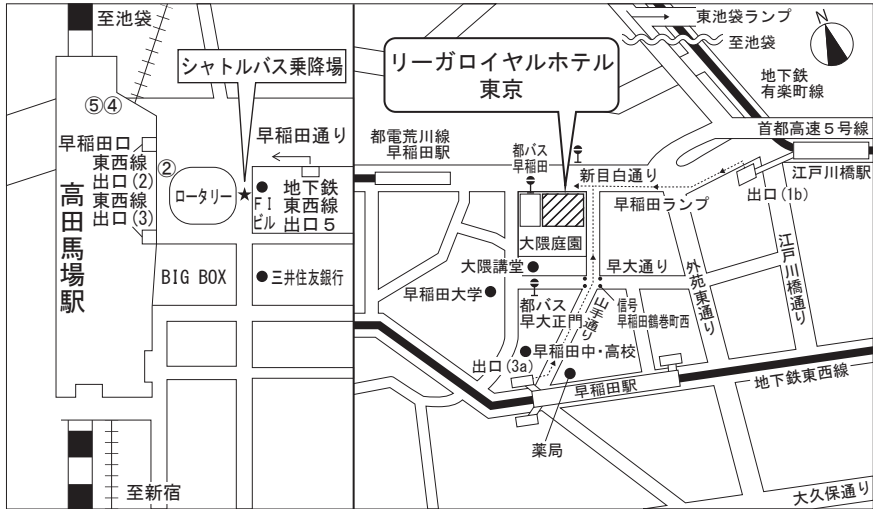 至池袋
シャトルバス乗降場
⑤④
早稲田口
東西線
出口(2)
東西線
出口(3)
②
ロータリー
★
早稲田通り
FI
ビル
地下鉄
東西線
出口5
高田馬場駅
BIG BOX
三井住友銀行
至新宿
リーガロイヤルホテル
東京
東池袋ランプ
至池袋
N
地下鉄
有楽町線
首都高速5号線
都電荒川線
早稲田駅
都バス
早稲田
新目白通り
江戸川橋駅
出口(1b)
早稲田ランプ
大隈庭園
大隈講堂
早大通り
早稲田大学
都バス
早大正門
山手通り
信号
早稲田鶴巻町西
外苑東通り
江戸川橋通り
早稲田中・高校
出口(3a)
早稲田駅
地下鉄東西線
薬局
大久保通り